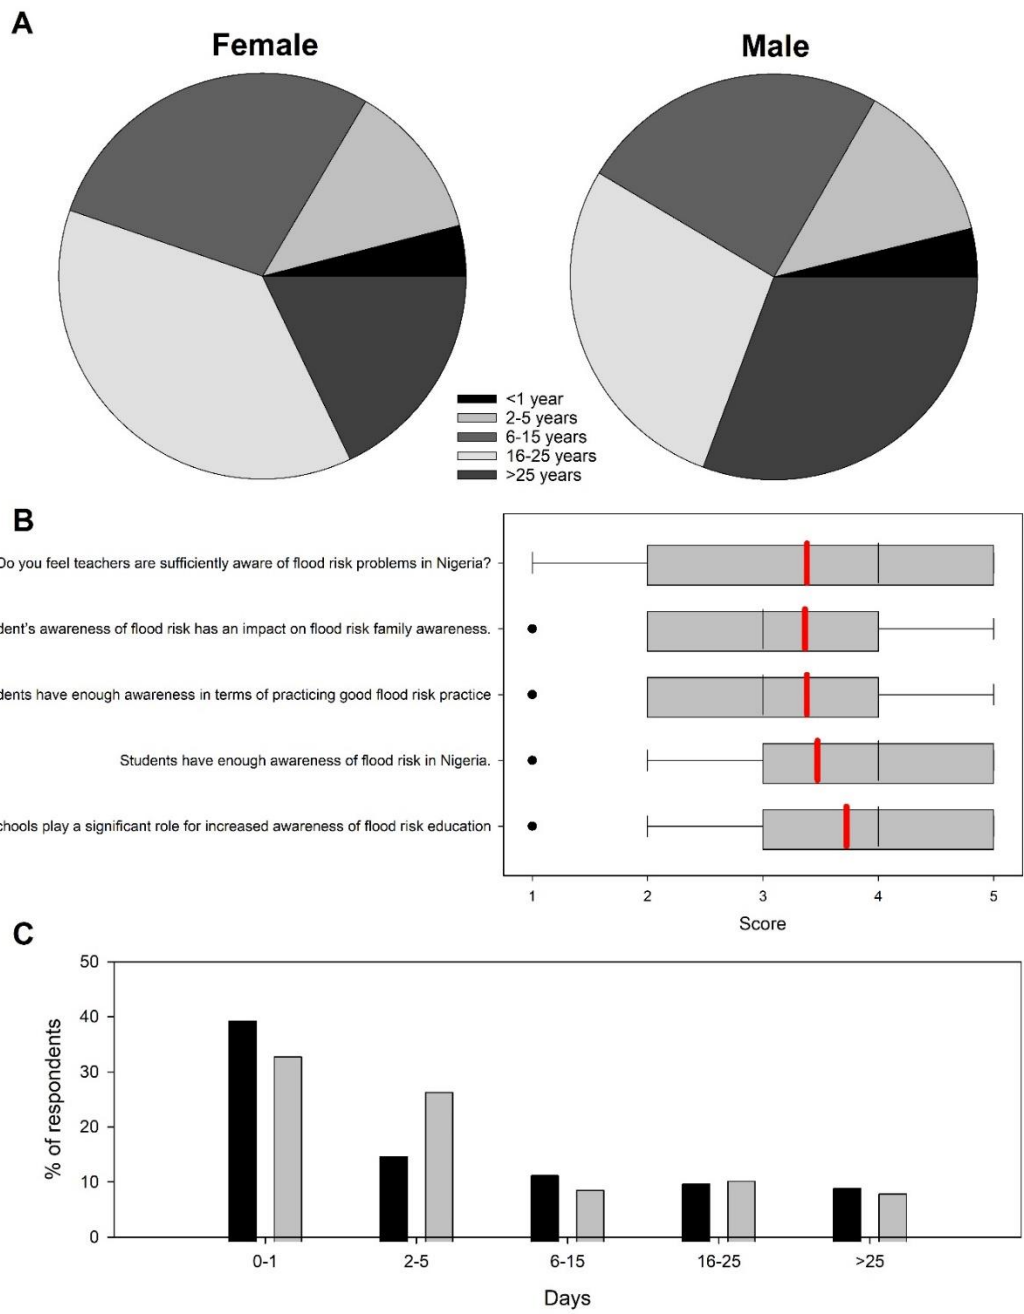 A
Female
Male
<1 year
2-5 years
6-15 years
16-25 years
>25 years
B
Do you feel teachers are sufficiently aware of flood risk problems in Nigeria?
dent's awareness of flood risk has an impact on flood risk family awareness.
dents have enough awareness in terms of practicing good flood risk practice
Students have enough awareness of flood risk in Nigeria.
chools play a significant role for increased awareness of flood risk education
1 2 3 4 5
Score
C
50
40
30
20
10
0
% of respondents
0-1 2-5 6-15 16-25 >25
Days